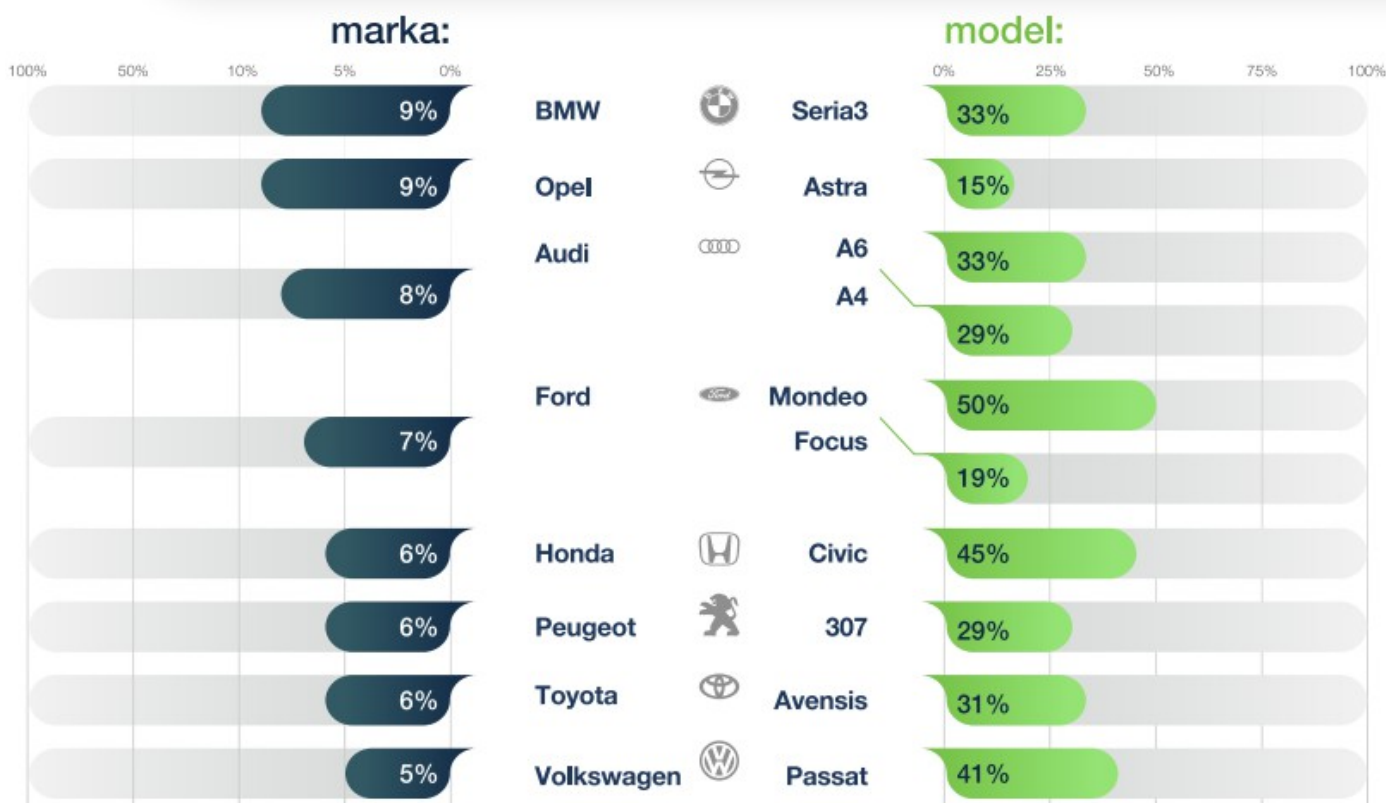 marka: model:
100% 50% 10% 5% 0% 0% 25% 50% 75% 100%
9% BMW Seria3 33%
9% Opel Astra 15%
Audi A6 33%
8% A4 29%
Ford Mondeo 50%
7% Focus 19%
6% Honda Civic 45%
6% Peugeot 307 29%
6% Toyota Avensis 31%
5% Volkswagen Passat 41%